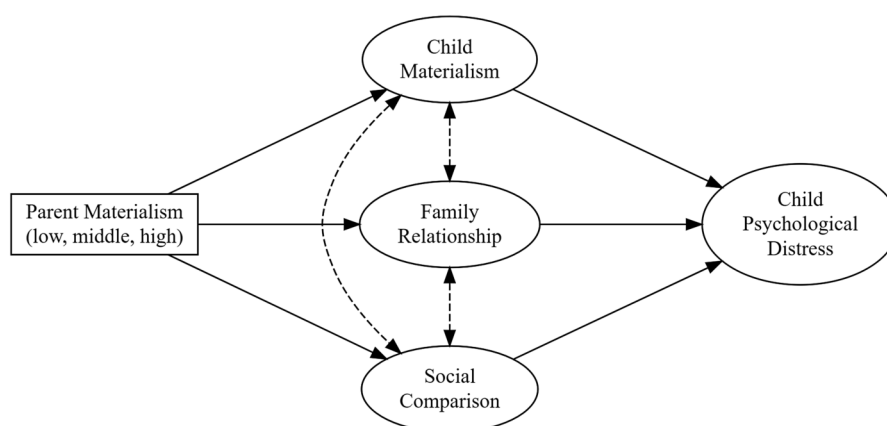 Child
Materialism
Parent Materialism
(low, middle, high)
Family
Relationship
Child
Psychological
Distress
Social
Comparison